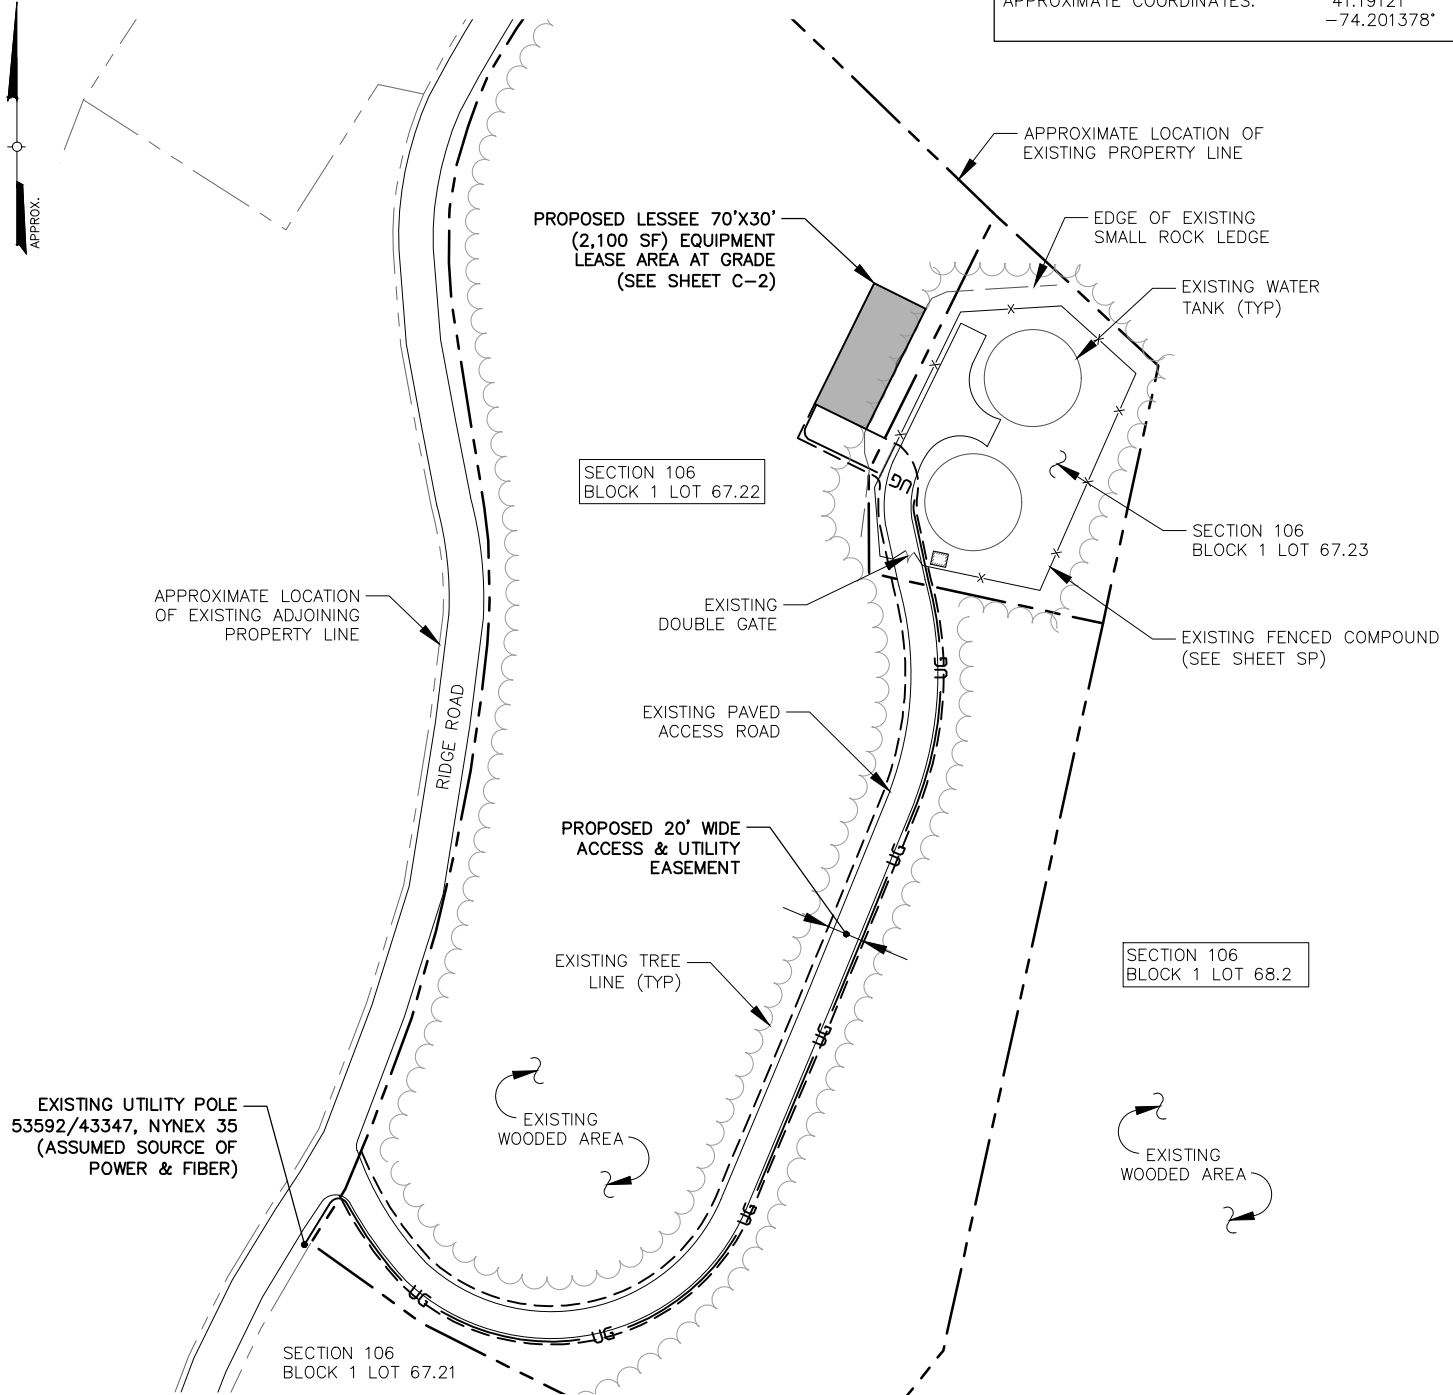 APPROXIMATE COORDINATES:
41.19121°
-74.201378°
APPROX.
APPROXIMATE LOCATION OF
EXISTING PROPERTY LINE
PROPOSED LESSEE 70'X30'
(2,100 SF) EQUIPMENT
LEASE AREA AT GRADE
(SEE SHEET C-2)
EDGE OF EXISTING
SMALL ROCK LEDGE
EXISTING WATER
TANK (TYP)
SECTION 106
BLOCK 1 LOT 67.22
UG
SECTION 106
BLOCK 1 LOT 67.23
APPROXIMATE LOCATION
OF EXISTING ADJOINING
PROPERTY LINE
EXISTING
DOUBLE GATE
EXISTING FENCED COMPOUND
(SEE SHEET SP)
UG
EXISTING PAVED
ACCESS ROAD
RIDGE ROAD
PROPOSED 20' WIDE
ACCESS & UTILITY
EASEMENT
UG
EXISTING TREE
LINE (TYP)
SECTION 106
BLOCK 1 LOT 68.2
UG
EXISTING UTILITY POLE
53592/43347, NYNEX 35
(ASSUMED SOURCE OF
POWER & FIBER)
EXISTING
WOODED AREA
EXISTING
WOODED AREA
UG
UG
UG
SECTION 106
BLOCK 1 LOT 67.21